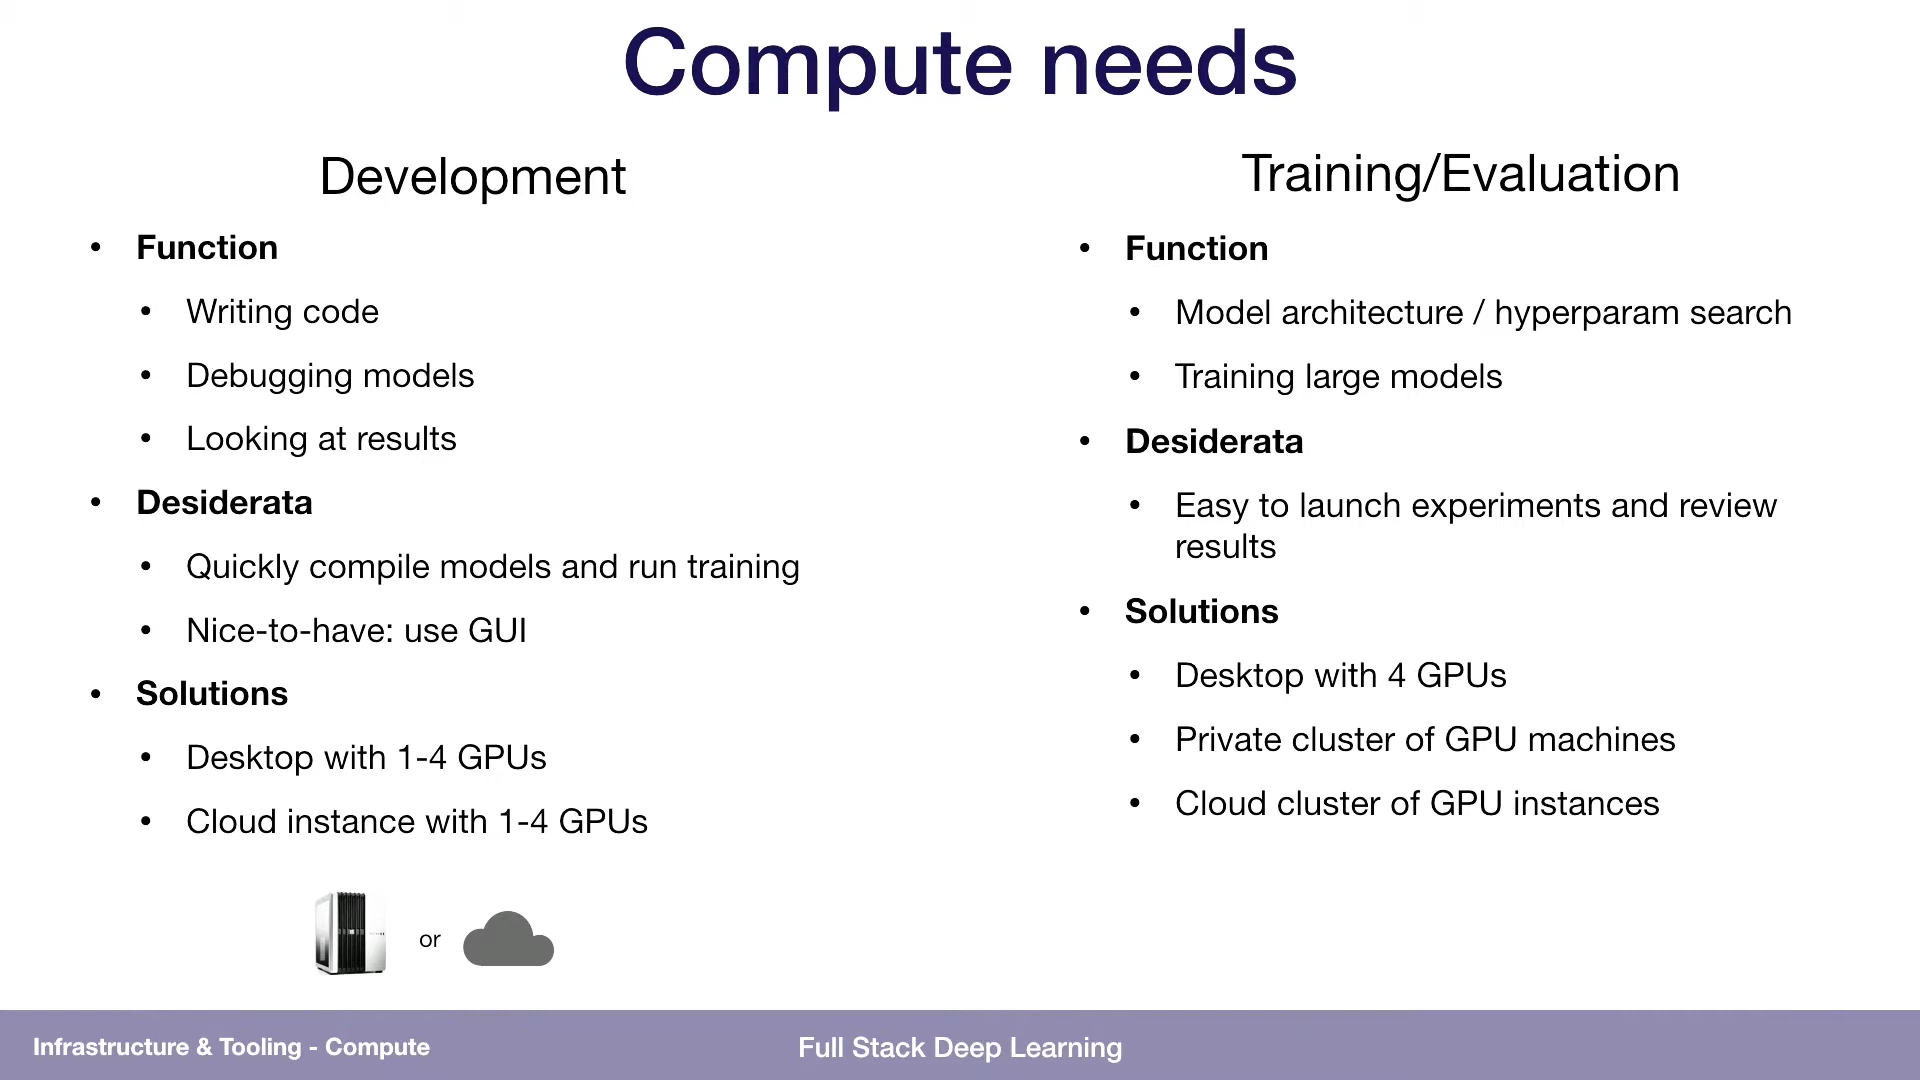 Compute needs
Development
• Function
• Writing code
• Debugging models
• Looking at results
• Desiderata
• Quickly compile models and run training
• Nice-to-have: use GUI
• Solutions
• Desktop with 1-4 GPUs
• Cloud instance with 1-4 GPUs
or
Training/Evaluation
• Function
• Model architecture / hyperparam search
• Training large models
• Desiderata
• Easy to launch experiments and review
results
• Solutions
• Desktop with 4 GPUs
• Private cluster of GPU machines
• Cloud cluster of GPU instances
Infrastructure & Tooling - Compute
Full Stack Deep Learning